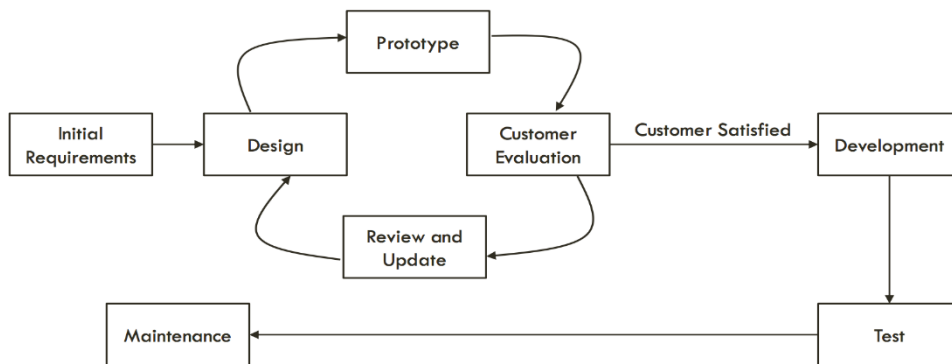 Prototype
Initial
Requirements
Design
Customer
Evaluation
Customer Satisfied
Development
Review and
Update
Maintenance
Test